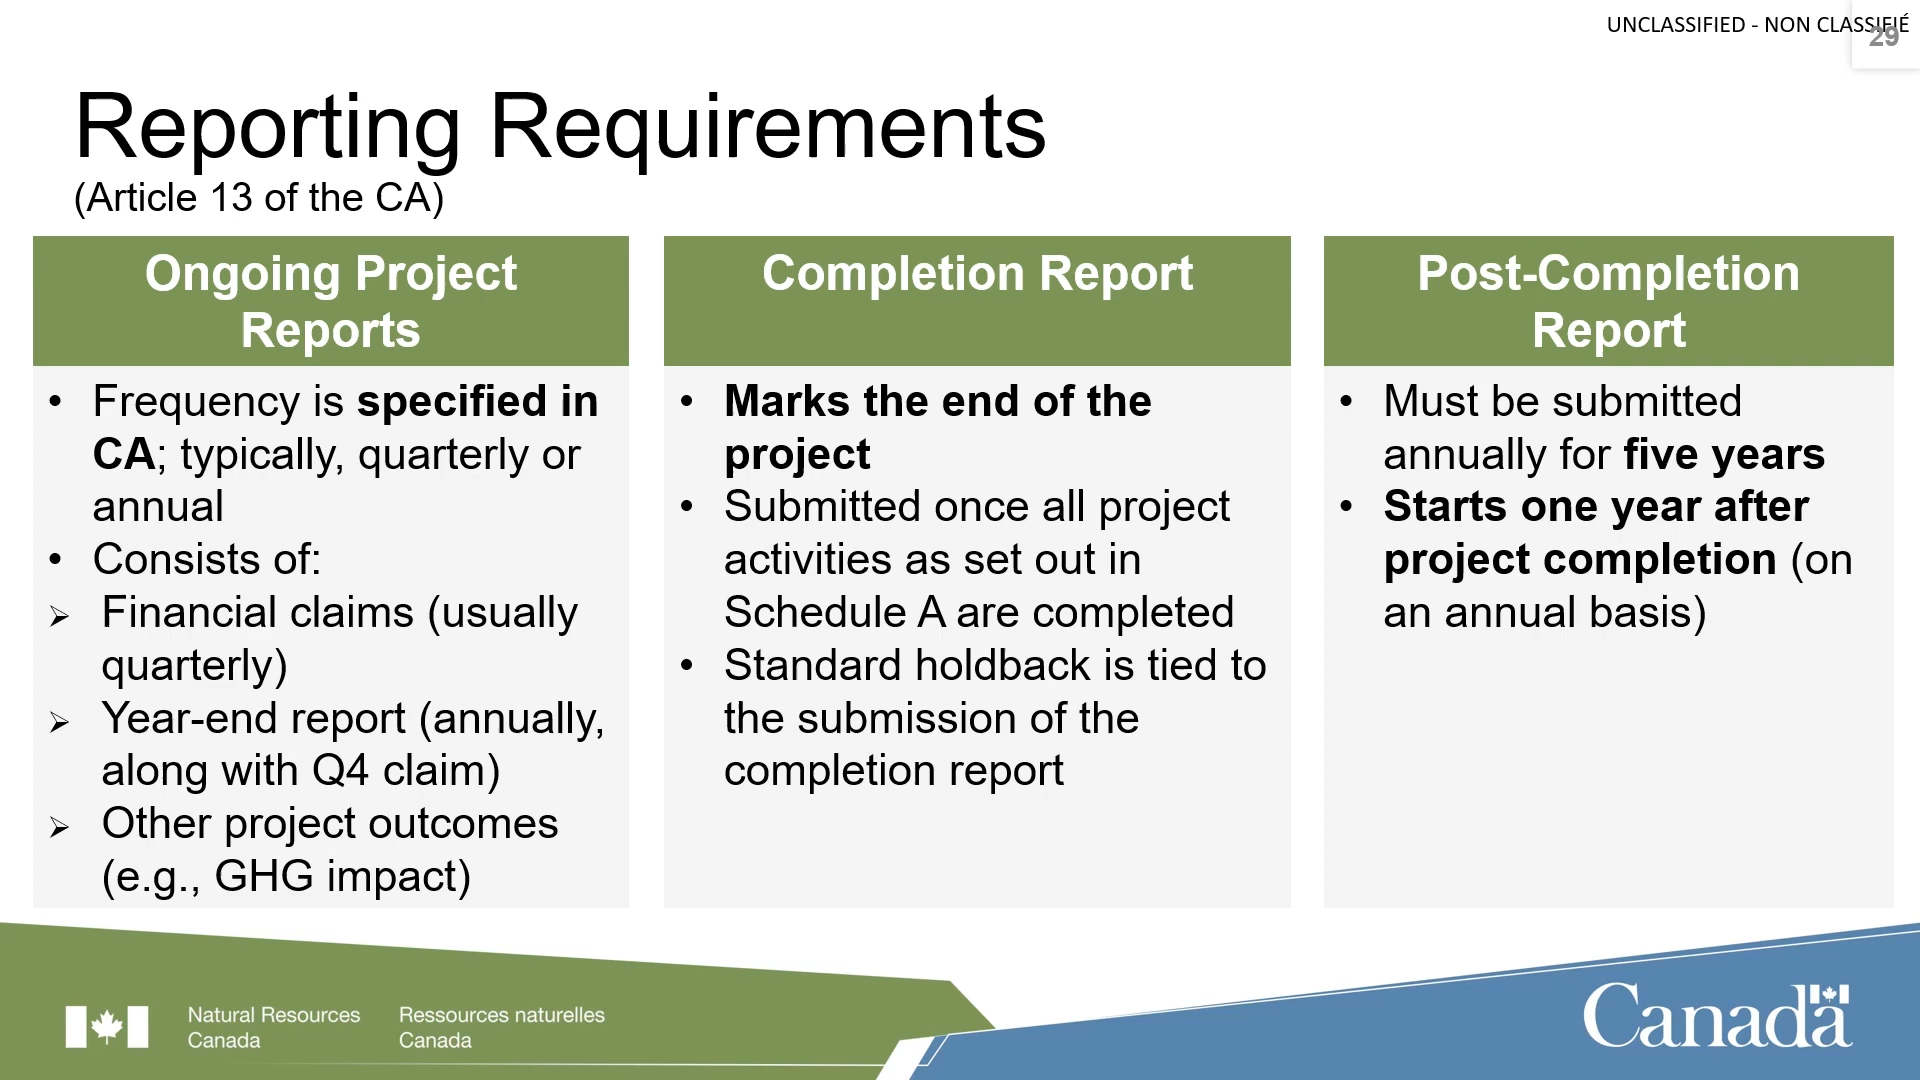 UNCLASSIFIED - NON CLASSIFIÉ
29
Reporting Requirements
(Article 13 of the CA)
Ongoing Project
Reports
• Frequency is specified in
CA; typically, quarterly or
annual
• Consists of:
➢ Financial claims (usually
quarterly)
➢ Year-end report (annually,
along with Q4 claim)
➢ Other project outcomes
(e.g., GHG impact)
Completion Report
• Marks the end of the
project
• Submitted once all project
activities as set out in
Schedule A are completed
• Standard holdback is tied to
the submission of the
completion report
Post-Completion
Report
• Must be submitted
annually for five years
• Starts one year after
project completion (on
an annual basis)
Natural Resources
Canada
Ressources naturelles
Canada
Canada